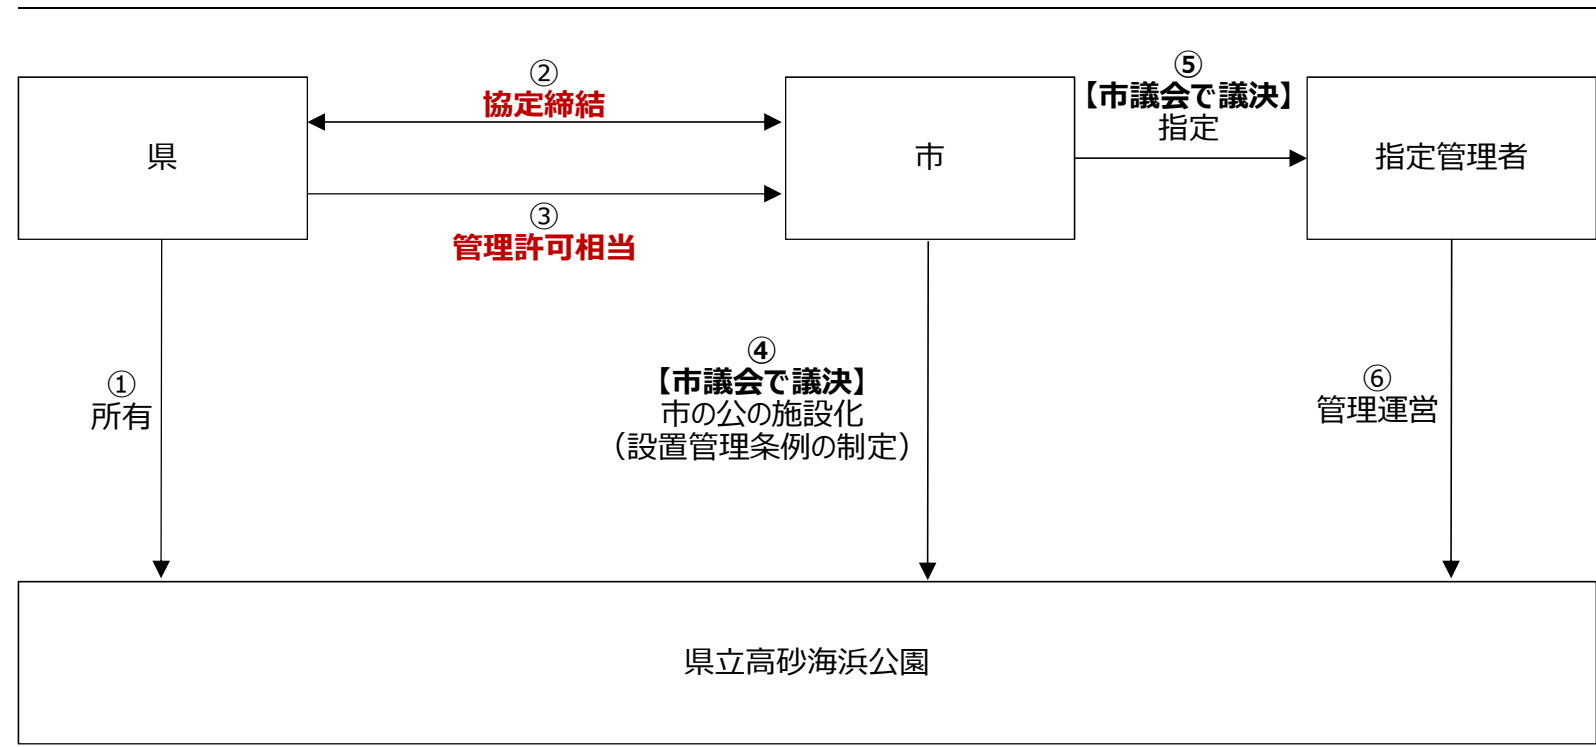 ②
協定締結
⑤
【市議会で議決】
指定
県
市
指定管理者
③
管理許可相当
①
所有
④
【市議会で議決】
市の公の施設化
（設置管理条例の制定）
⑥
管理運営
県立高砂海浜公園